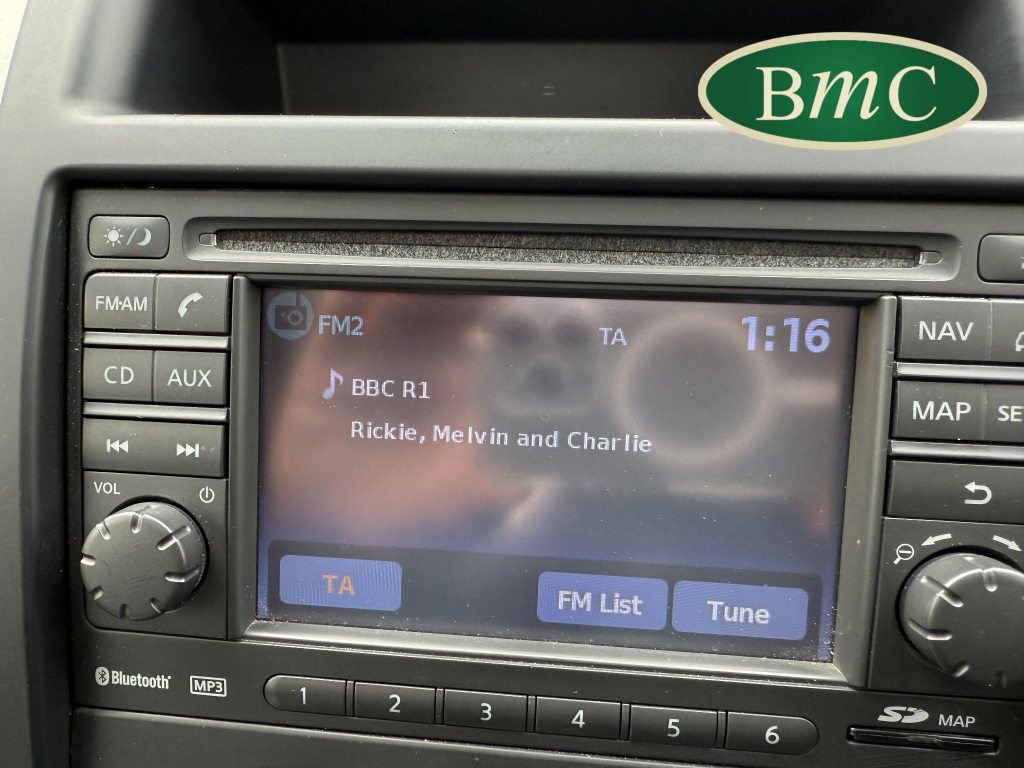 BmC
FM·AM
CD
AUX
VOL
FM2
TA
1:16
BBC R1
Rickie, Melvin and Charlie
TA
FM List
Tune
NAV
MAP
Bluetooth
MP3
1
2
3
4
5
6
SD MAP